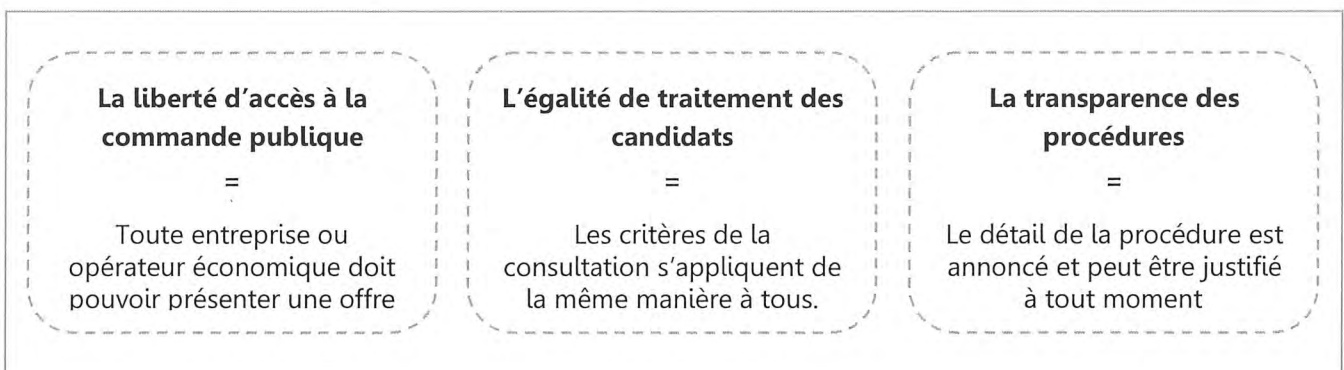 La liberté d'accès à la
commande publique
=
Toute entreprise ou
opérateur économique doit
pouvoir présenter une offre
L'égalité de traitement des
candidats
=
Les critères de la
consultation s'appliquent de
la même manière à tous.
La transparence des
procédures
=
Le détail de la procédure est
annoncé et peut être justifié
à tout moment